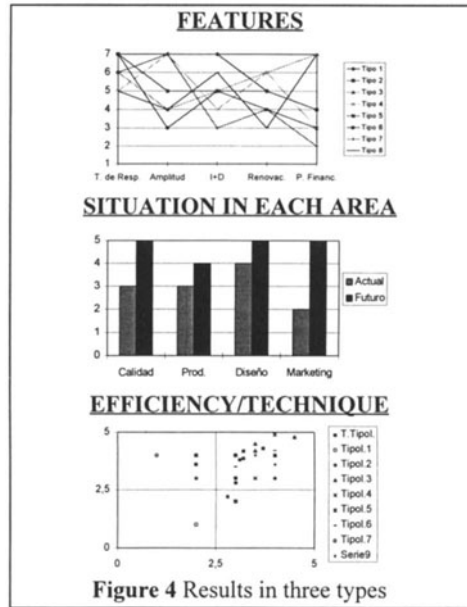 FEATURES
7
6
5
4
3
2
1
T. de Resp. Amplitud I+D Renovac. P. Financ.
Tipo 1
Tipo 2
Tipo 3
Tipo 4
Tipo 5
Tipo 6
Tipo 7
Tipo 8
SITUATION IN EACH AREA
5
4
3
2
1
0
Calidad Prod. Diseño Marketing
Actual
Futuro
EFFICIENCY/TECHNIQUE
5
2,5
0
0 2,5 5
T.Tipol.
Tipol.1
Tipol.2
Tipol.3
Tipol.4
Tipol.5
Tipol.6
Tipol.7
Serie9
Figure 4 Results in three types